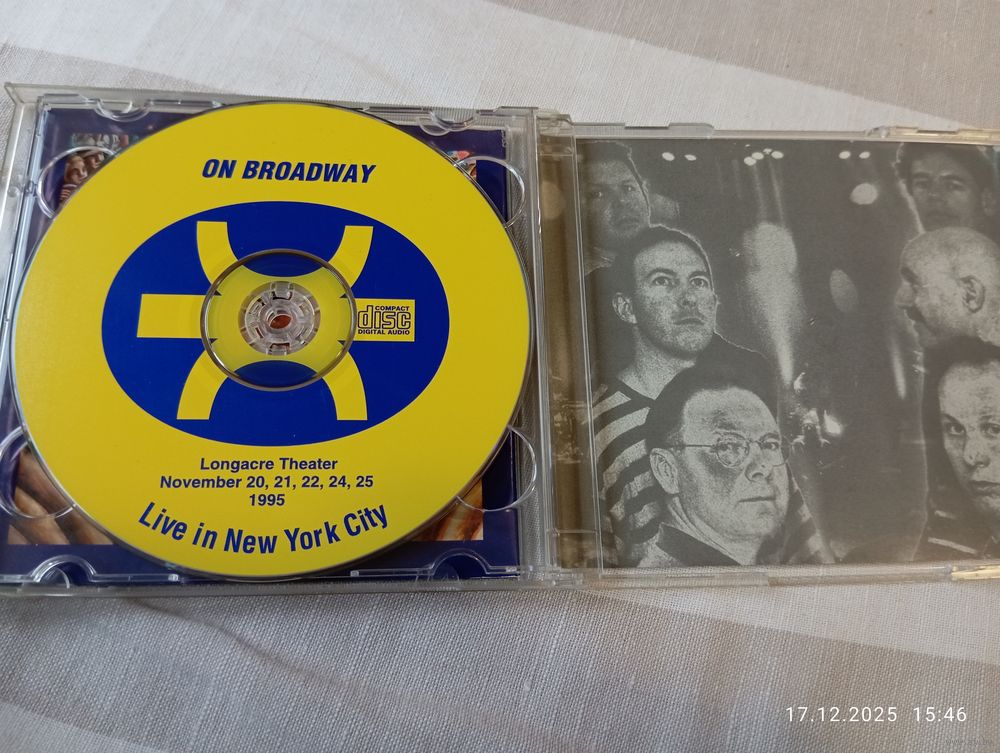 ON BROADWAY
COMPACT
disc
DIGITAL AUDIO
Longacre Theater
November 20, 21, 22, 24, 25
1995
Live in New York City
17.12.2025 15:46